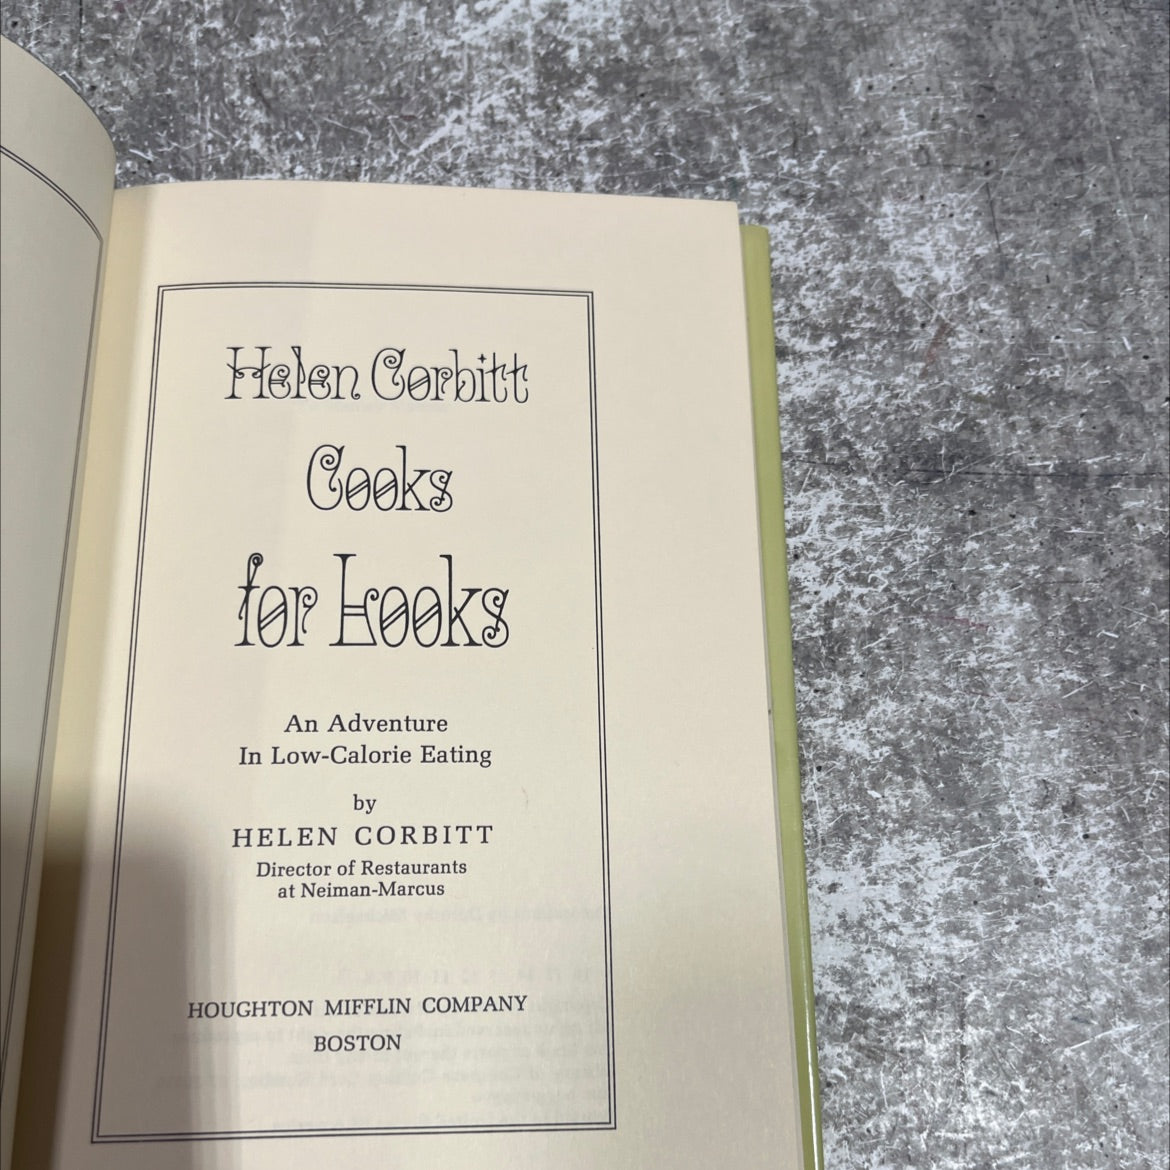 Helen Corbitt
Cooks
for Looks
An Adventure
In Low-Calorie Eating
by
HELEN CORBITT
Director of Restaurants
at Neiman-Marcus
HOUGHTON MIFFLIN COMPANY
BOSTON